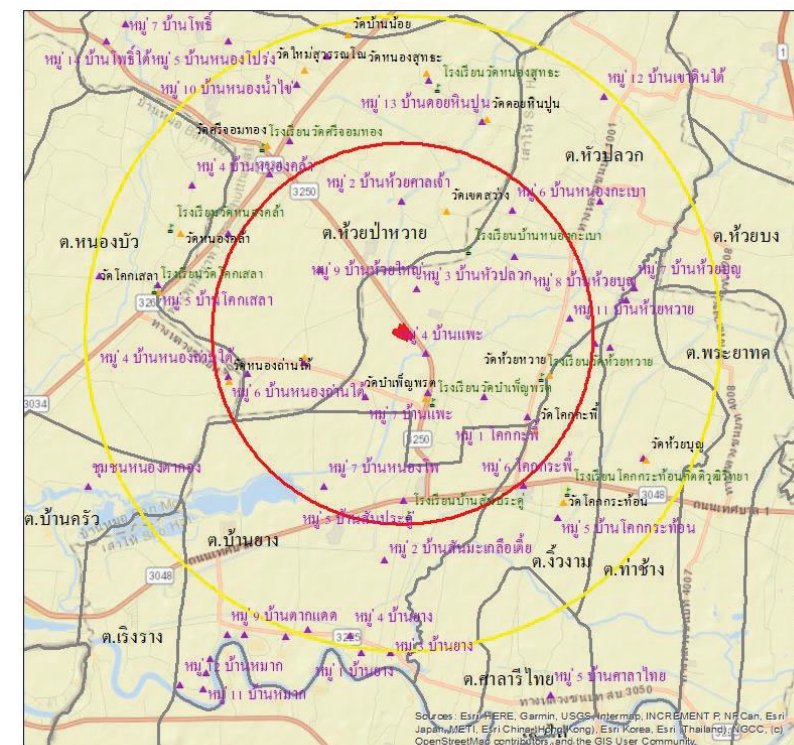 หมู่ 7 บ้านโพธิ์
วัดบ้านน้อย
1
หมู่ 14 บ้านโพธิ์ใต้
หมู่ 5 บ้านหนองโปร่ง
วัดใหม่สุวรรณโณ
วัดหนองสุทธะ
โรงเรียนวัดหนองสุทธะ
หมู่ 10 บ้านหนองน้ำไข่
หมู่ 12 บ้านเขาดินใต้
หมู่ 13 บ้านดอยหินปูน
วัดดอยหินปูน
วัดศรีจอมทอง
โรงเรียนวัดศรีจอมทอง
ต.หัวปลวก
หมู่ 4 บ้านหนองคล้า
3250
หมู่ 2 บ้านห้วยศาลเจ้า
หมู่ 6 บ้านหนองกะเบา
โรงเรียนวัดหนองคล้า
วัดเขตสว่าง
ต.หนองบัว
วัดหนองคล้า
ต.ห้วยป่าหวาย
โรงเรียนบ้านหนองกะเบา
ต.ห้วยบง
วัดโคกเสลา
โรงเรียนวัดโคกเสลา
หมู่ 9 บ้านห้วยใหญ่
หมู่ 3 บ้านหัวปลวก
หมู่ 8 บ้านห้วยบุญ
หมู่ 7 บ้านห้วยบุญ
หมู่ 5 บ้านโคกเสลา
หมู่ 11 บ้านห้วยหวาย
หมู่ 4 บ้านแพะ
หมู่ 4 บ้านหนองถ่านใต้
วัดหนองถ่านใต้
วัดห้วยหวาย
โรงเรียนวัดห้วยหวาย
ต.พระยาทด
หมู่ 6 บ้านหนองถ่านใต้
วัดบำเพ็ญพรต
โรงเรียนวัดบำเพ็ญพรต
3034
หมู่ 7 บ้านแพะ
วัดโคกกะพี้
3250
หมู่ 1 โคกกะพี้
วัดห้วยบุญ
ชุมชนหนองตากอง
หมู่ 7 บ้านหนองไผ่
หมู่ 6 โคกกระพี้
โรงเรียนโคกกระท้อนกิตติวุฒิวิทยา
3048
โรงเรียนบ้านสันประดู่
วัดโคกกระท้อน
ถนนเทศบาล 1
ต.บ้านครัว
หมู่ 5 บ้านสันประดู่
หมู่ 5 บ้านโคกกระท้อน
ต.บ้านยาง
หมู่ 2 บ้านสันมะเกลือเตี้ย
ต.งิ้วงาม
ต.ท่าช้าง
3048
หมู่ 9 บ้านตากแดด
หมู่ 4 บ้านยาง
ต.เริงราง
หมู่ 3 บ้านยาง
หมู่ 12 บ้านหมาก
หมู่ 1 บ้านยาง
ต.ศาลารีไทย
หมู่ 5 บ้านศาลาไทย
หมู่ 11 บ้านหมาก
ทางหลวงชนบท สบ.3050
Sources: Esri, HERE, Garmin, USGS, Intermap, INCREMENT P, NRCan, Esri
Japan, METI, Esri China (Hong Kong), Esri Korea, Esri (Thailand), NGCC, (c)
OpenStreetMap contributors, and the GIS User Community